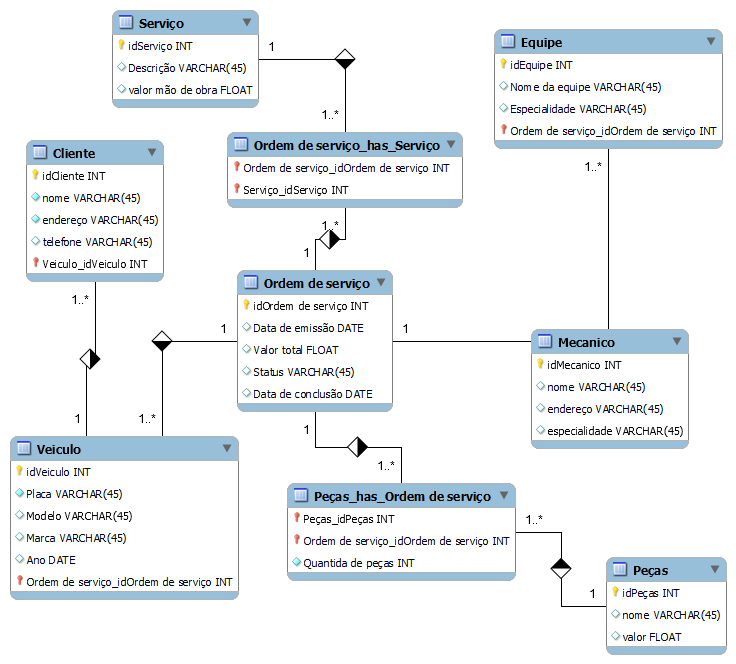 Serviço
idServiço INT
Descrição VARCHAR(45)
valor mão de obra FLOAT
1
1..*
Equipe
idEquipe INT
Nome da equipe VARCHAR(45)
Especialidade VARCHAR(45)
Ordem de serviço_idOrdem de serviço INT
1..*
Ordem de serviço_has_Serviço
Ordem de serviço_idOrdem de serviço INT
Serviço_idServiço INT
1..*
1
Cliente
idCliente INT
nome VARCHAR(45)
endereço VARCHAR(45)
telefone VARCHAR(45)
Veiculo_idVeiculo INT
1..*
1
Ordem de serviço
idOrdem de serviço INT
Data de emissão DATE
Valor total FLOAT
Status VARCHAR(45)
Data de conclusão DATE
1
1..*
1
Mecanico
idMecanico INT
nome VARCHAR(45)
endereço VARCHAR(45)
especialidade VARCHAR(45)
Veiculo
idVeiculo INT
Placa VARCHAR(45)
Modelo VARCHAR(45)
Marca VARCHAR(45)
Ano DATE
Ordem de serviço_idOrdem de serviço INT
1
1..*
Peças_has_Ordem de serviço
Peças_idPeças INT
Ordem de serviço_idOrdem de serviço INT
Quantida de peças INT
1..*
1
Peças
idPeças INT
nome VARCHAR(45)
valor FLOAT